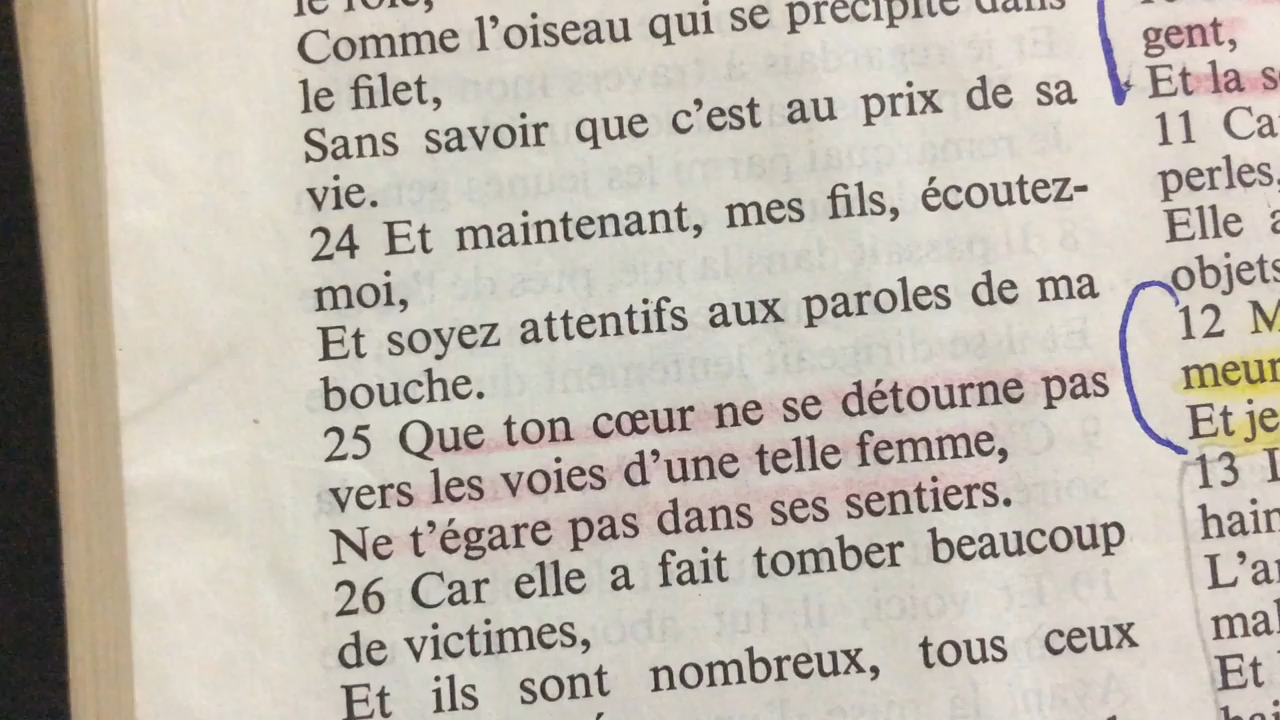 le foie,
Comme l'oiseau qui se précipite dans
le filet,
Sans savoir que c'est au prix de sa
vie.
24 Et maintenant, mes fils, écoutez-
moi,
Et soyez attentifs aux paroles de ma
bouche.
25 Que ton cœur ne se détourne pas
vers les voies d'une telle femme,
Ne t'égare pas dans ses sentiers.
26 Car elle a fait tomber beaucoup
de victimes,
Et ils sont nombreux, tous ceux
gent,
Et la
11
perles,
Elle
objets
12
Et je
13
L'a
Et